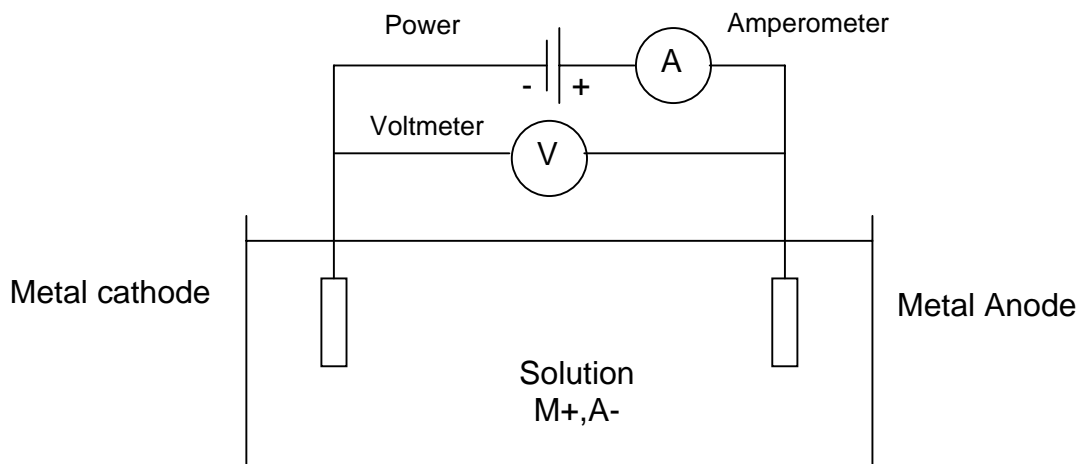 Power
Amperometer
A
- +
Voltmeter
V
Metal cathode
Metal Anode
Solution
M+,A-